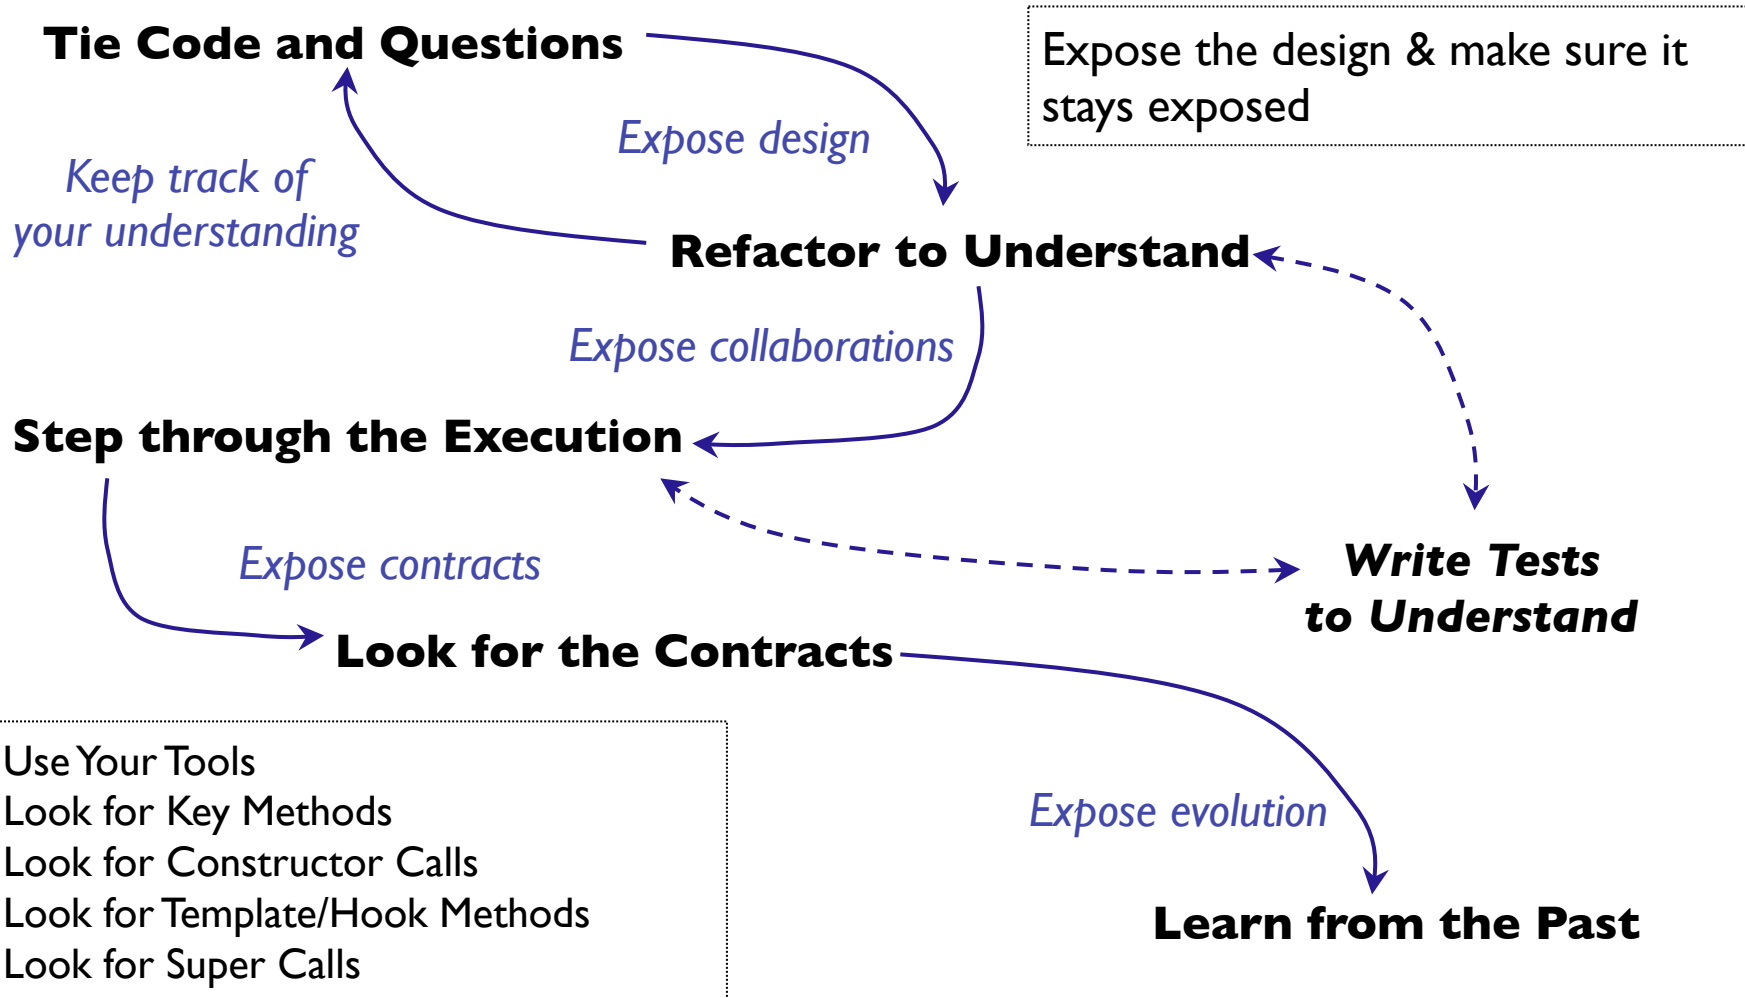 Tie Code and Questions
Expose the design & make sure it
stays exposed
Expose design
Keep track of
your understanding
Refactor to Understand
Expose collaborations
Step through the Execution
Expose contracts
Write Tests
to Understand
Look for the Contracts
Use Your Tools
Look for Key Methods
Look for Constructor Calls
Look for Template/Hook Methods
Look for Super Calls
Expose evolution
Learn from the Past